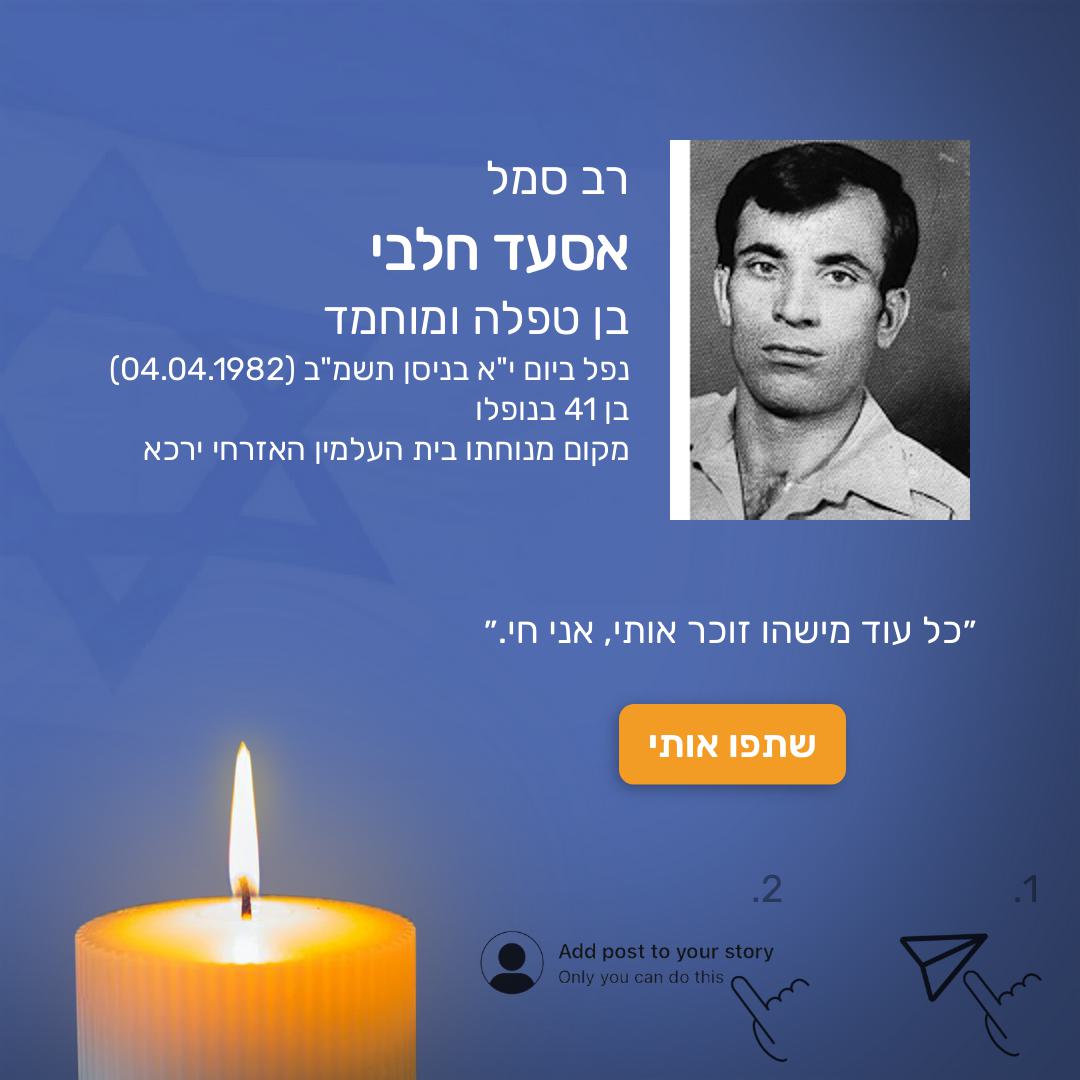 רב סמל
אסעד חלבי
בן טפלה ומוחמד
נפל ביום י"א בניסן תשמ"ב (04.04.1982)
בן 41 בנופלו
מקום מנוחתו בית העלמין האזרחי ירכא
״כל עוד מישהו זוכר אותי, אני חי.״
שתפו אותי
.1
.2
Add post to your story
Only you can do this